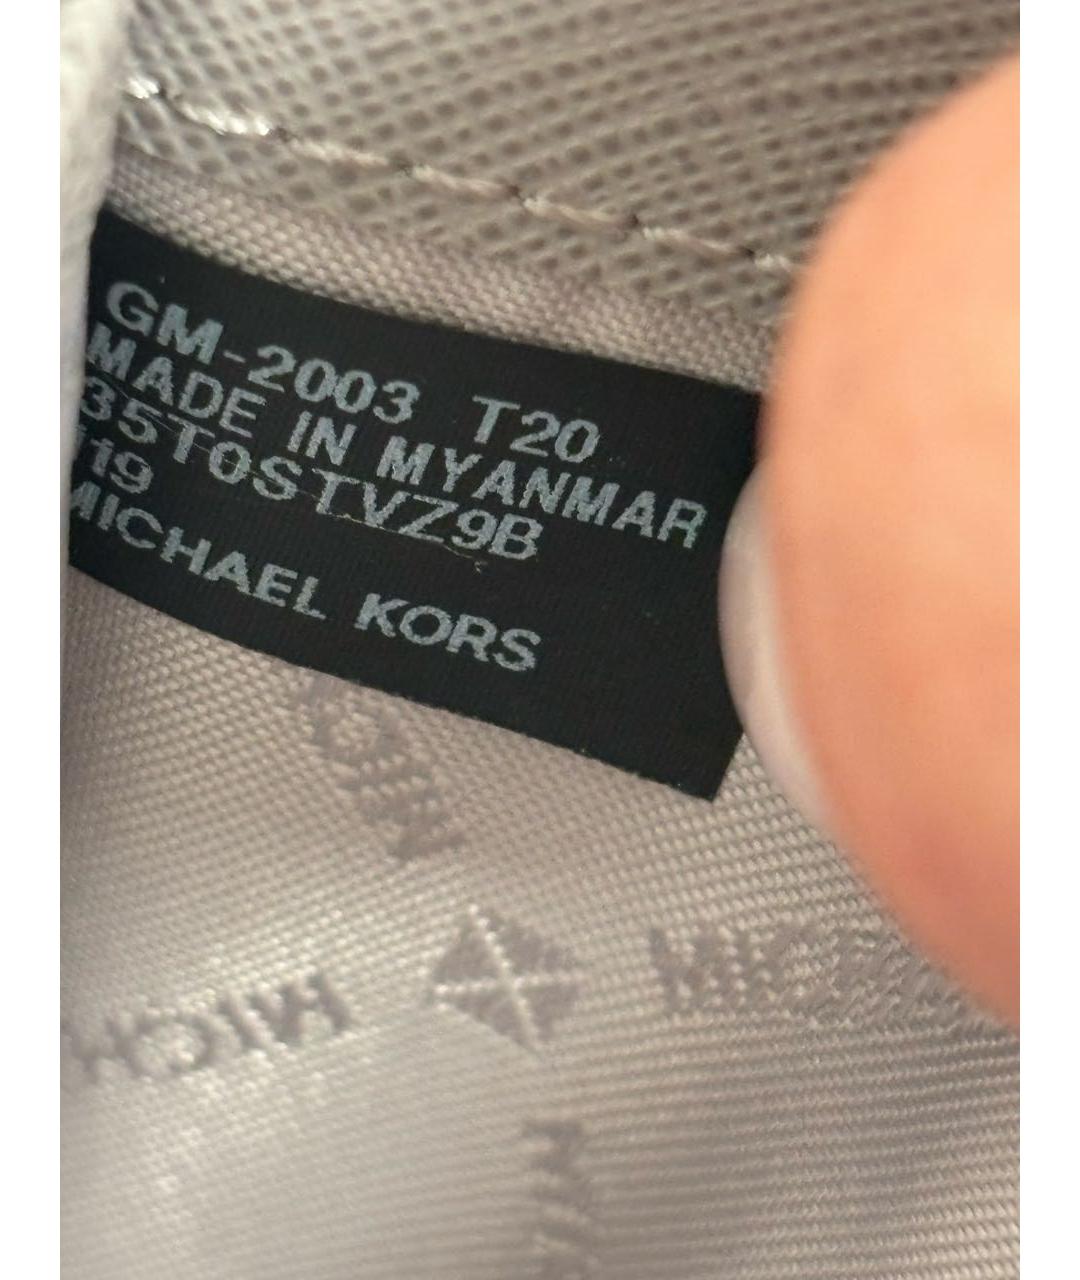 GM-2003 T20
MADE IN MYANMAR
35T0STVZ9B
/19
MICHAEL KORS